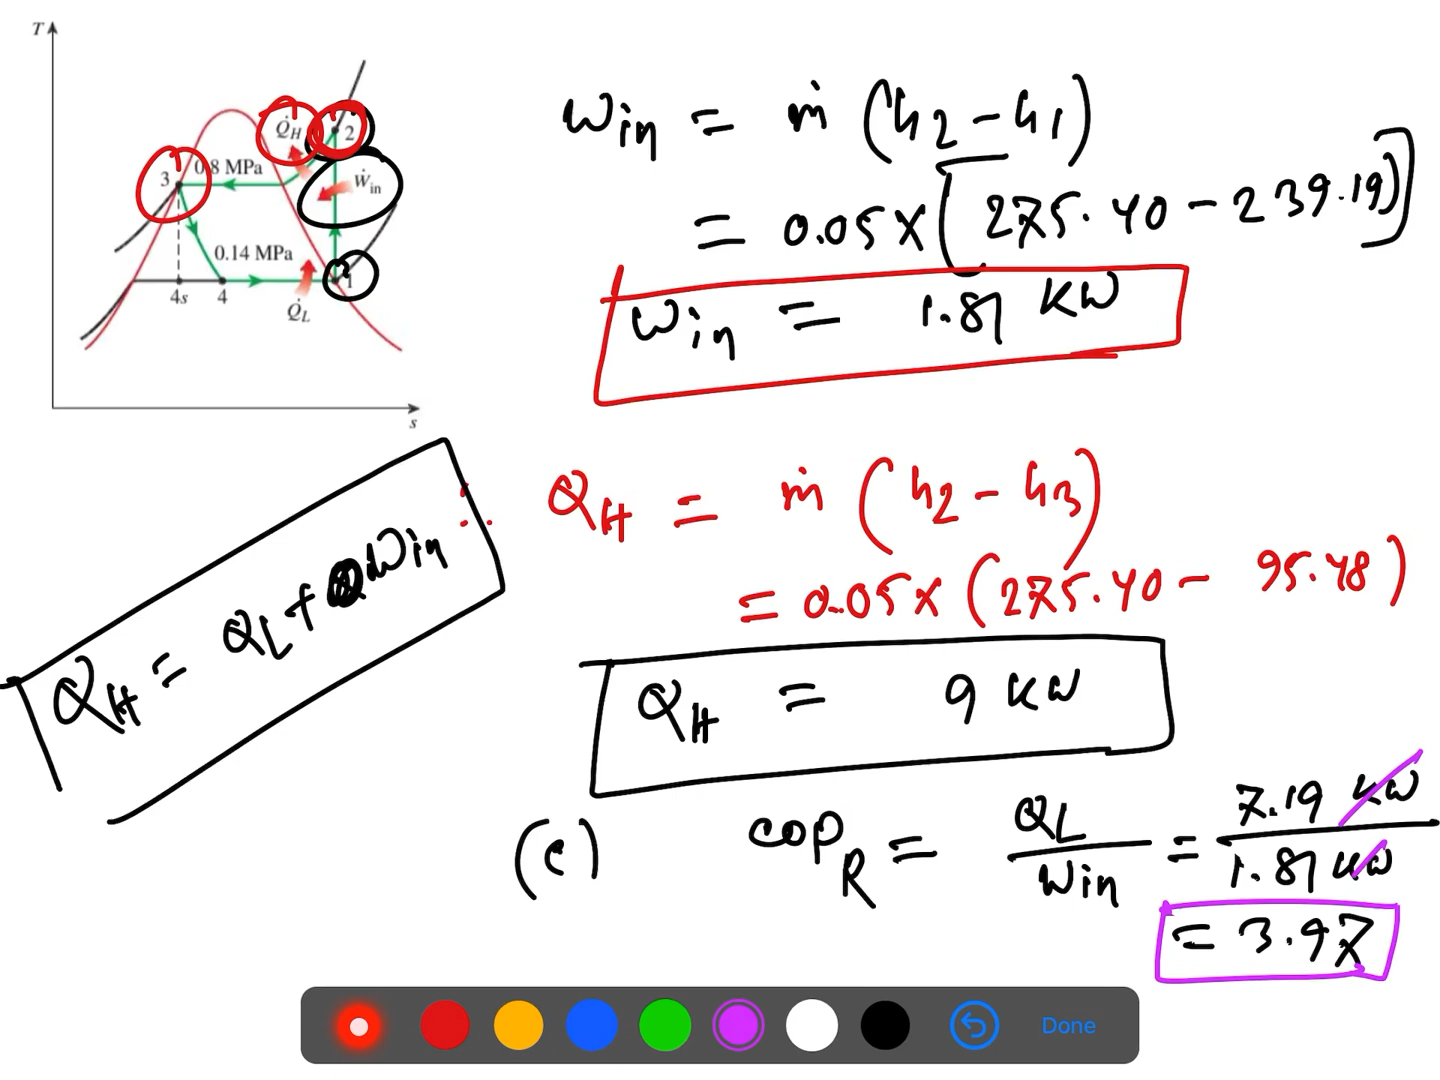 T
Q̇H
2
3
0.8 MPa
Ẇin
0.14 MPa
1
4s
4
Q̇L
s
Win = ṁ (h2 - h1)
= 0.05 x [275.40 - 239.19)]
Win = 1.81 KW
QH = ṁ (h2 - h3)
= 0.05 x (275.40 - 95.48)
QH = 9 KW
QH = QL + Win
(c) COPR = QL / Win = 7.19 KW / 1.81 KW
= 3.97
Done